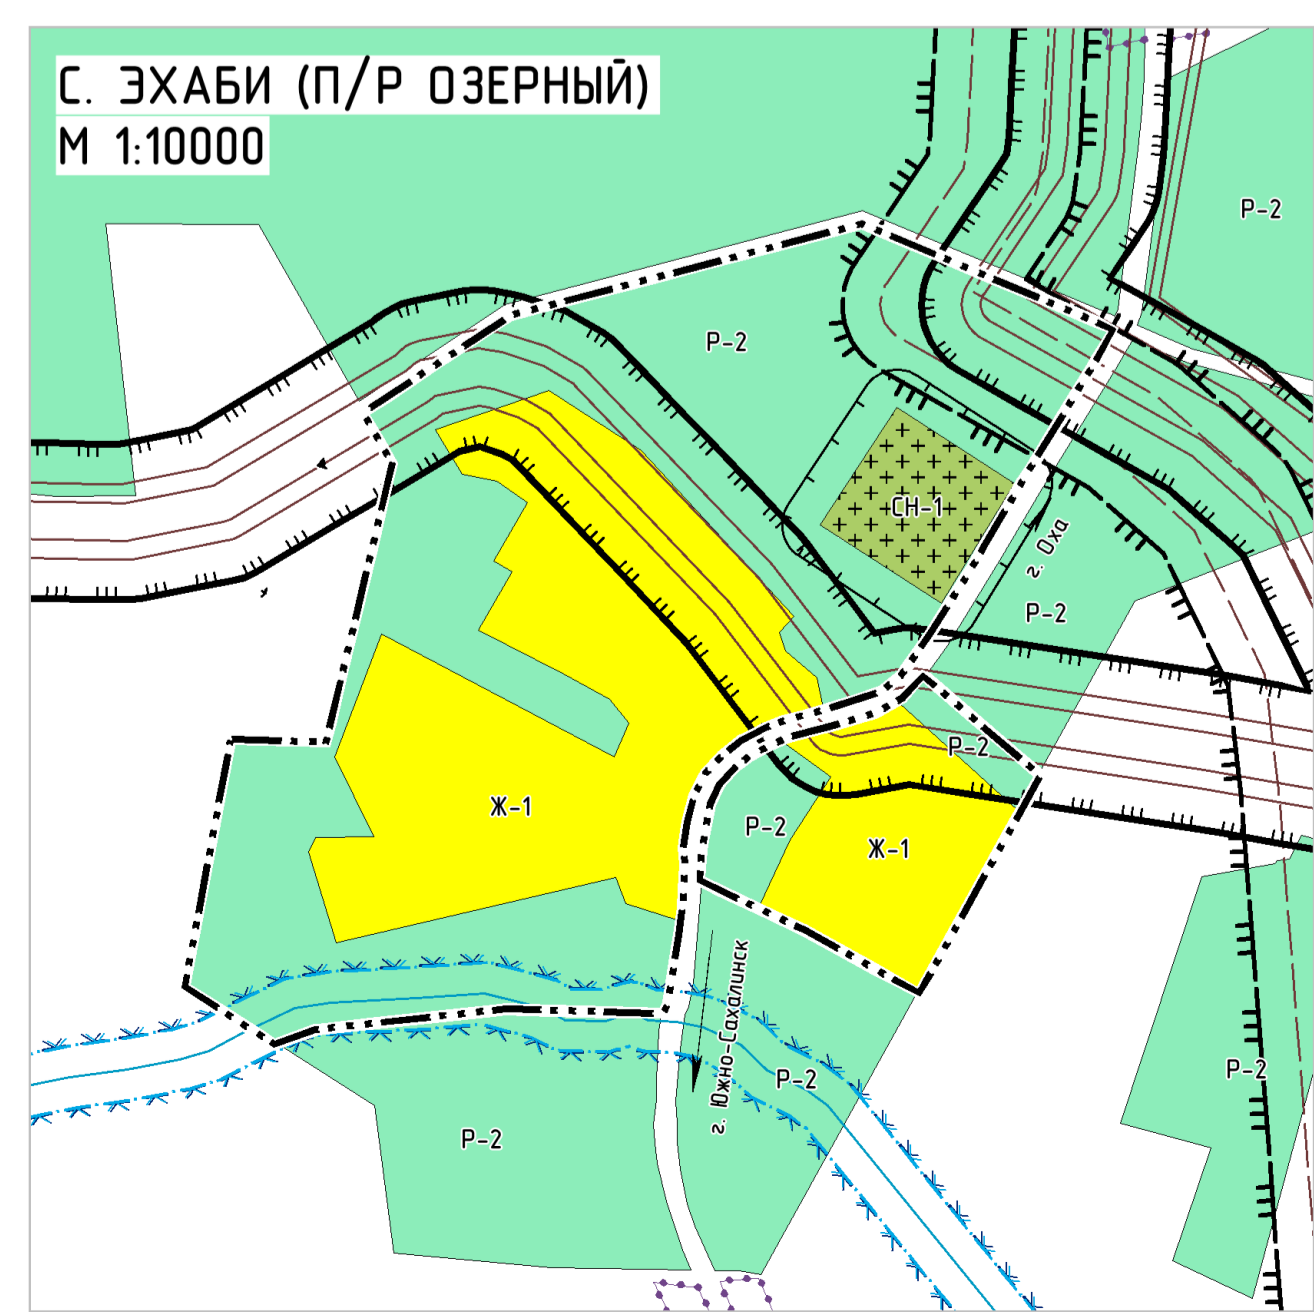 С. ЭХАБИ (П/Р ОЗЕРНЫЙ)
М 1:10000
Р-2
Р-2
СН-1
г. Оха
Р-2
Р-2
Ж-1
Р-2
Ж-1
г. Южно-Сахалинск
Р-2
Р-2
Р-2